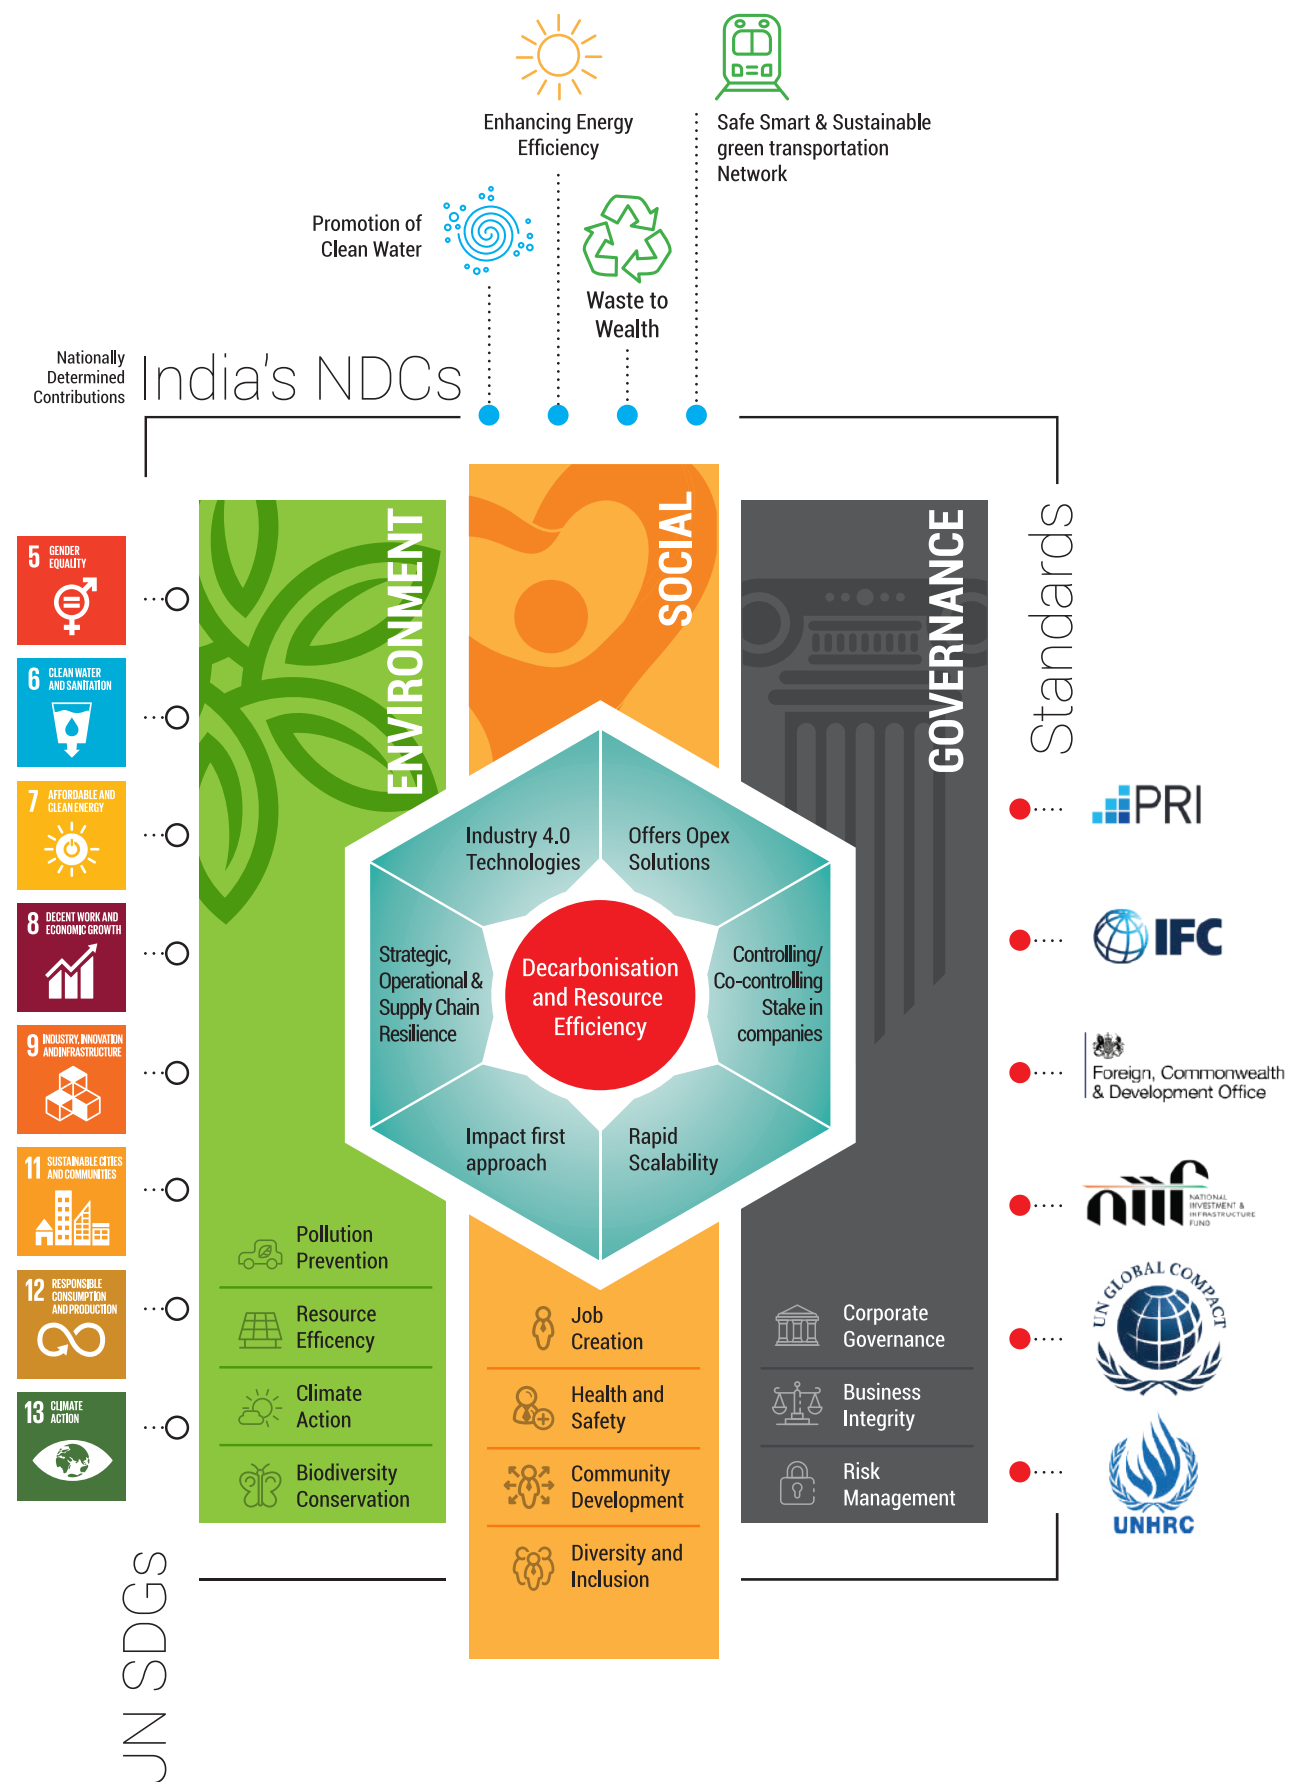 Enhancing Energy
Efficiency
Safe Smart & Sustainable
green transportation
Network
Promotion of
Clean Water
Waste to
Wealth
Nationally
Determined
Contributions
India's NDCs
ENVIRONMENT
SOCIAL
GOVERNANCE
Standards
5 GENDER
EQUALITY
6 CLEAN WATER
AND SANITATION
7 AFFORDABLE AND
CLEAN ENERGY
8 DECENT WORK AND
ECONOMIC GROWTH
9 INDUSTRY, INNOVATION
AND INFRASTRUCTURE
11 SUSTAINABLE CITIES
AND COMMUNITIES
12 RESPONSIBLE
CONSUMPTION
AND PRODUCTION
13 CLIMATE
ACTION
UN SDGs
Industry 4.0
Technologies
Offers Opex
Solutions
Strategic,
Operational &
Supply Chain
Resilience
Decarbonisation
and Resource
Efficiency
Controlling/
Co-controlling
Stake in
companies
Impact first
approach
Rapid
Scalability
Pollution
Prevention
Resource
Efficency
Climate
Action
Biodiversity
Conservation
Job
Creation
Health and
Safety
Community
Development
Diversity and
Inclusion
Corporate
Governance
Business
Integrity
Risk
Management
PRI
IFC
Foreign, Commonwealth
& Development Office
niif
NATIONAL
INVESTMENT &
INFRASTRUCTURE
FUND
UN GLOBAL COMPACT
UNHRC